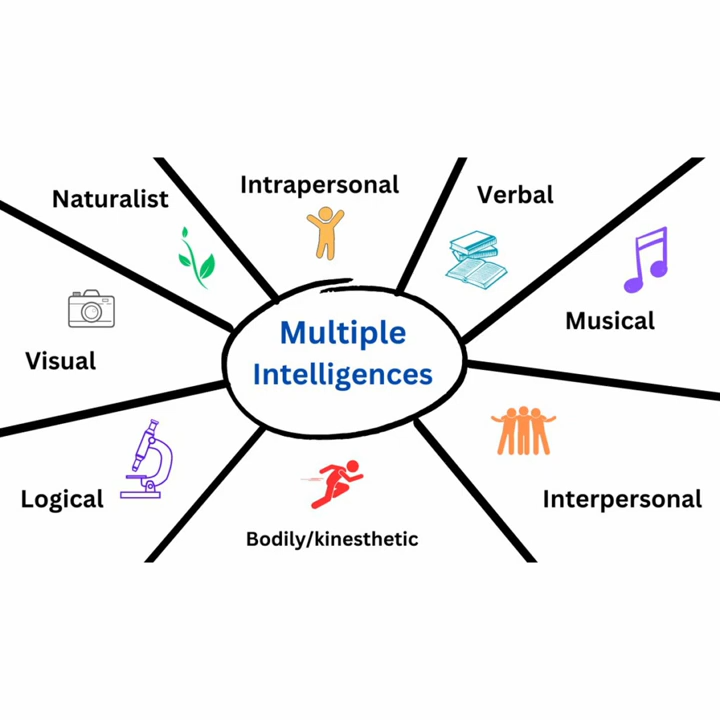 Naturalist
Intrapersonal
Verbal
Musical
Visual
Multiple
Intelligences
Logical
Interpersonal
Bodily/kinesthetic